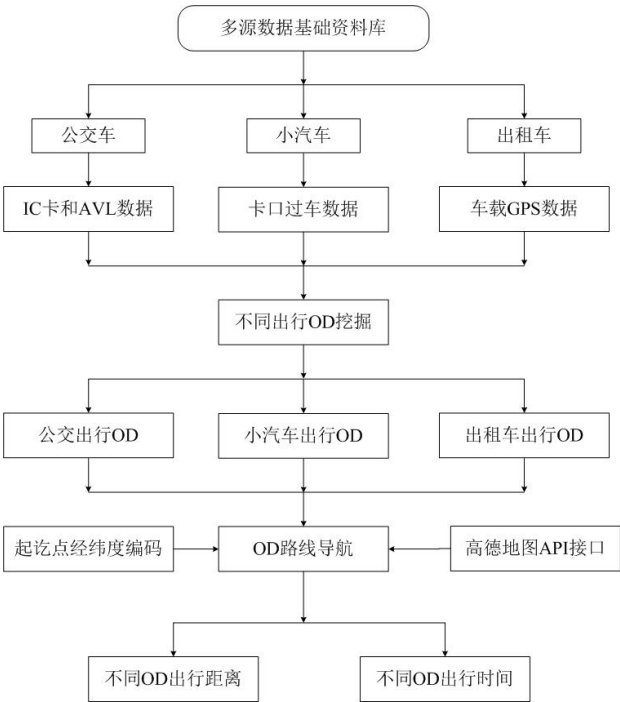 多源数据基础资料库
公交车
小汽车
出租车
IC卡和AVL数据
卡口过车数据
车载GPS数据
不同出行OD挖掘
公交出行OD
小汽车出行OD
出租车出行OD
起讫点经纬度编码
OD路线导航
高德地图API接口
不同OD出行距离
不同OD出行时间